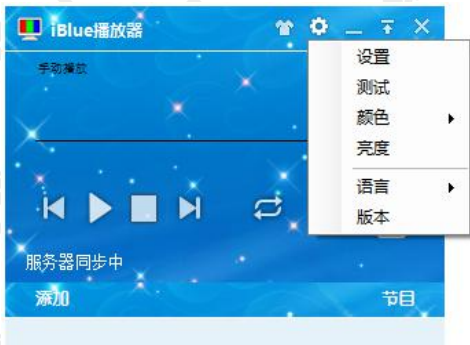 iBlue播放器
手动播放
设置
测试
颜色
亮度
语言
版本
服务器同步中
添加
节目